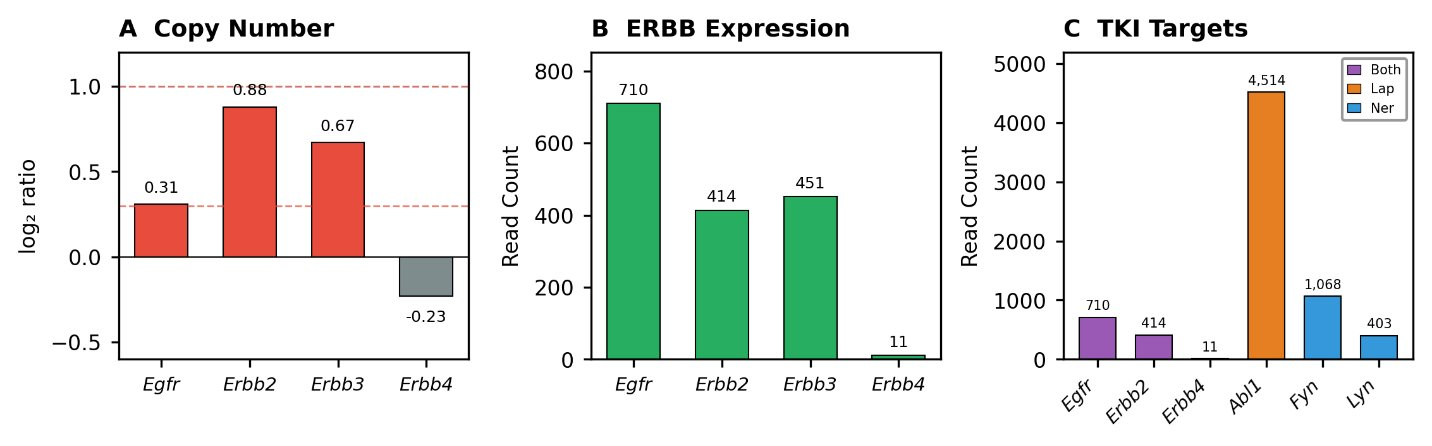 A Copy Number
1.0
0.5
0.0
−0.5
log₂ ratio
0.31
0.88
0.67
-0.23
Egfr
Erbb2
Erbb3
Erbb4
B ERBB Expression
800
600
400
200
0
Read Count
710
414
451
11
Egfr
Erbb2
Erbb3
Erbb4
C TKI Targets
5000
4000
3000
2000
1000
0
Read Count
Both
Lap
Ner
710
414
11
4,514
1,068
403
Egfr
Erbb2
Erbb4
Abl1
Fyn
Lyn